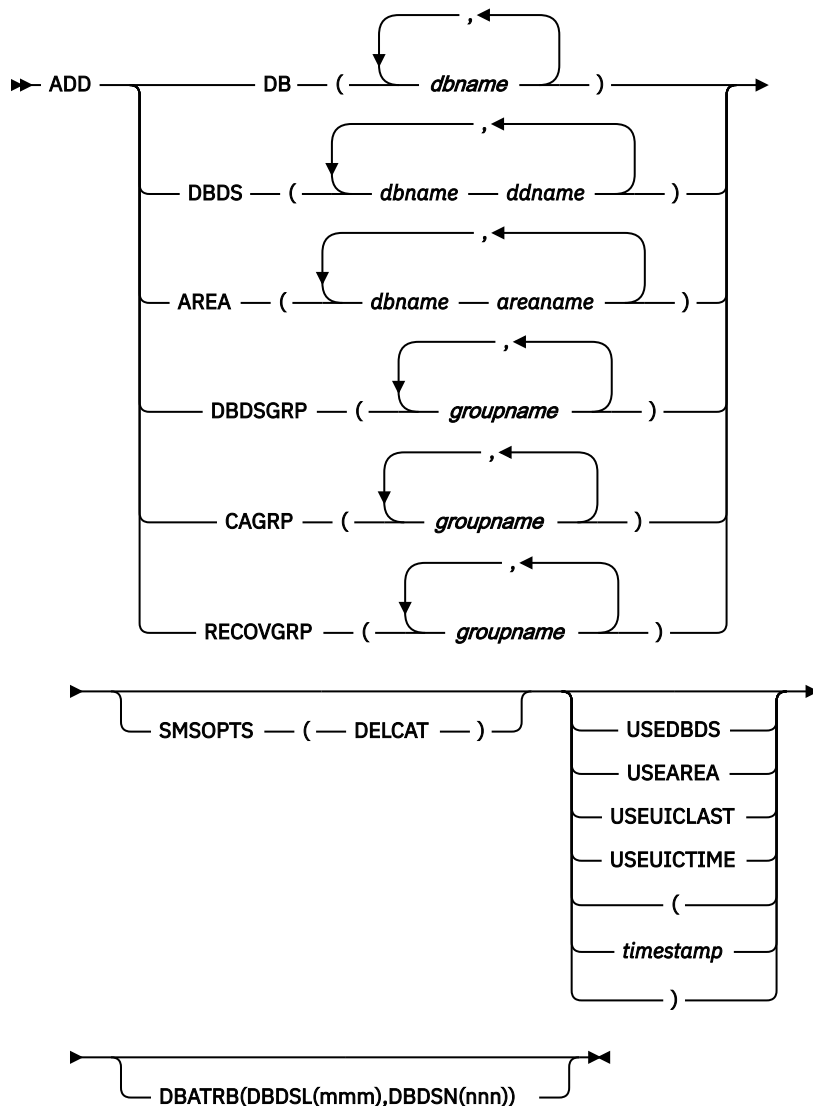 ,
ADD DB ( dbname )
,
DBDS ( dbname ddname )
,
AREA ( dbname areaname )
,
DBDSGRP ( groupname )
,
CAGRP ( groupname )
,
RECOVGRP ( groupname )
SMSOPTS ( DELCAT )
USEDBDS
USEAREA
USEUICLAST
USEUICTIME
(
timestamp
)
DBATRB(DBDSL(mmm),DBDSN(nnn))